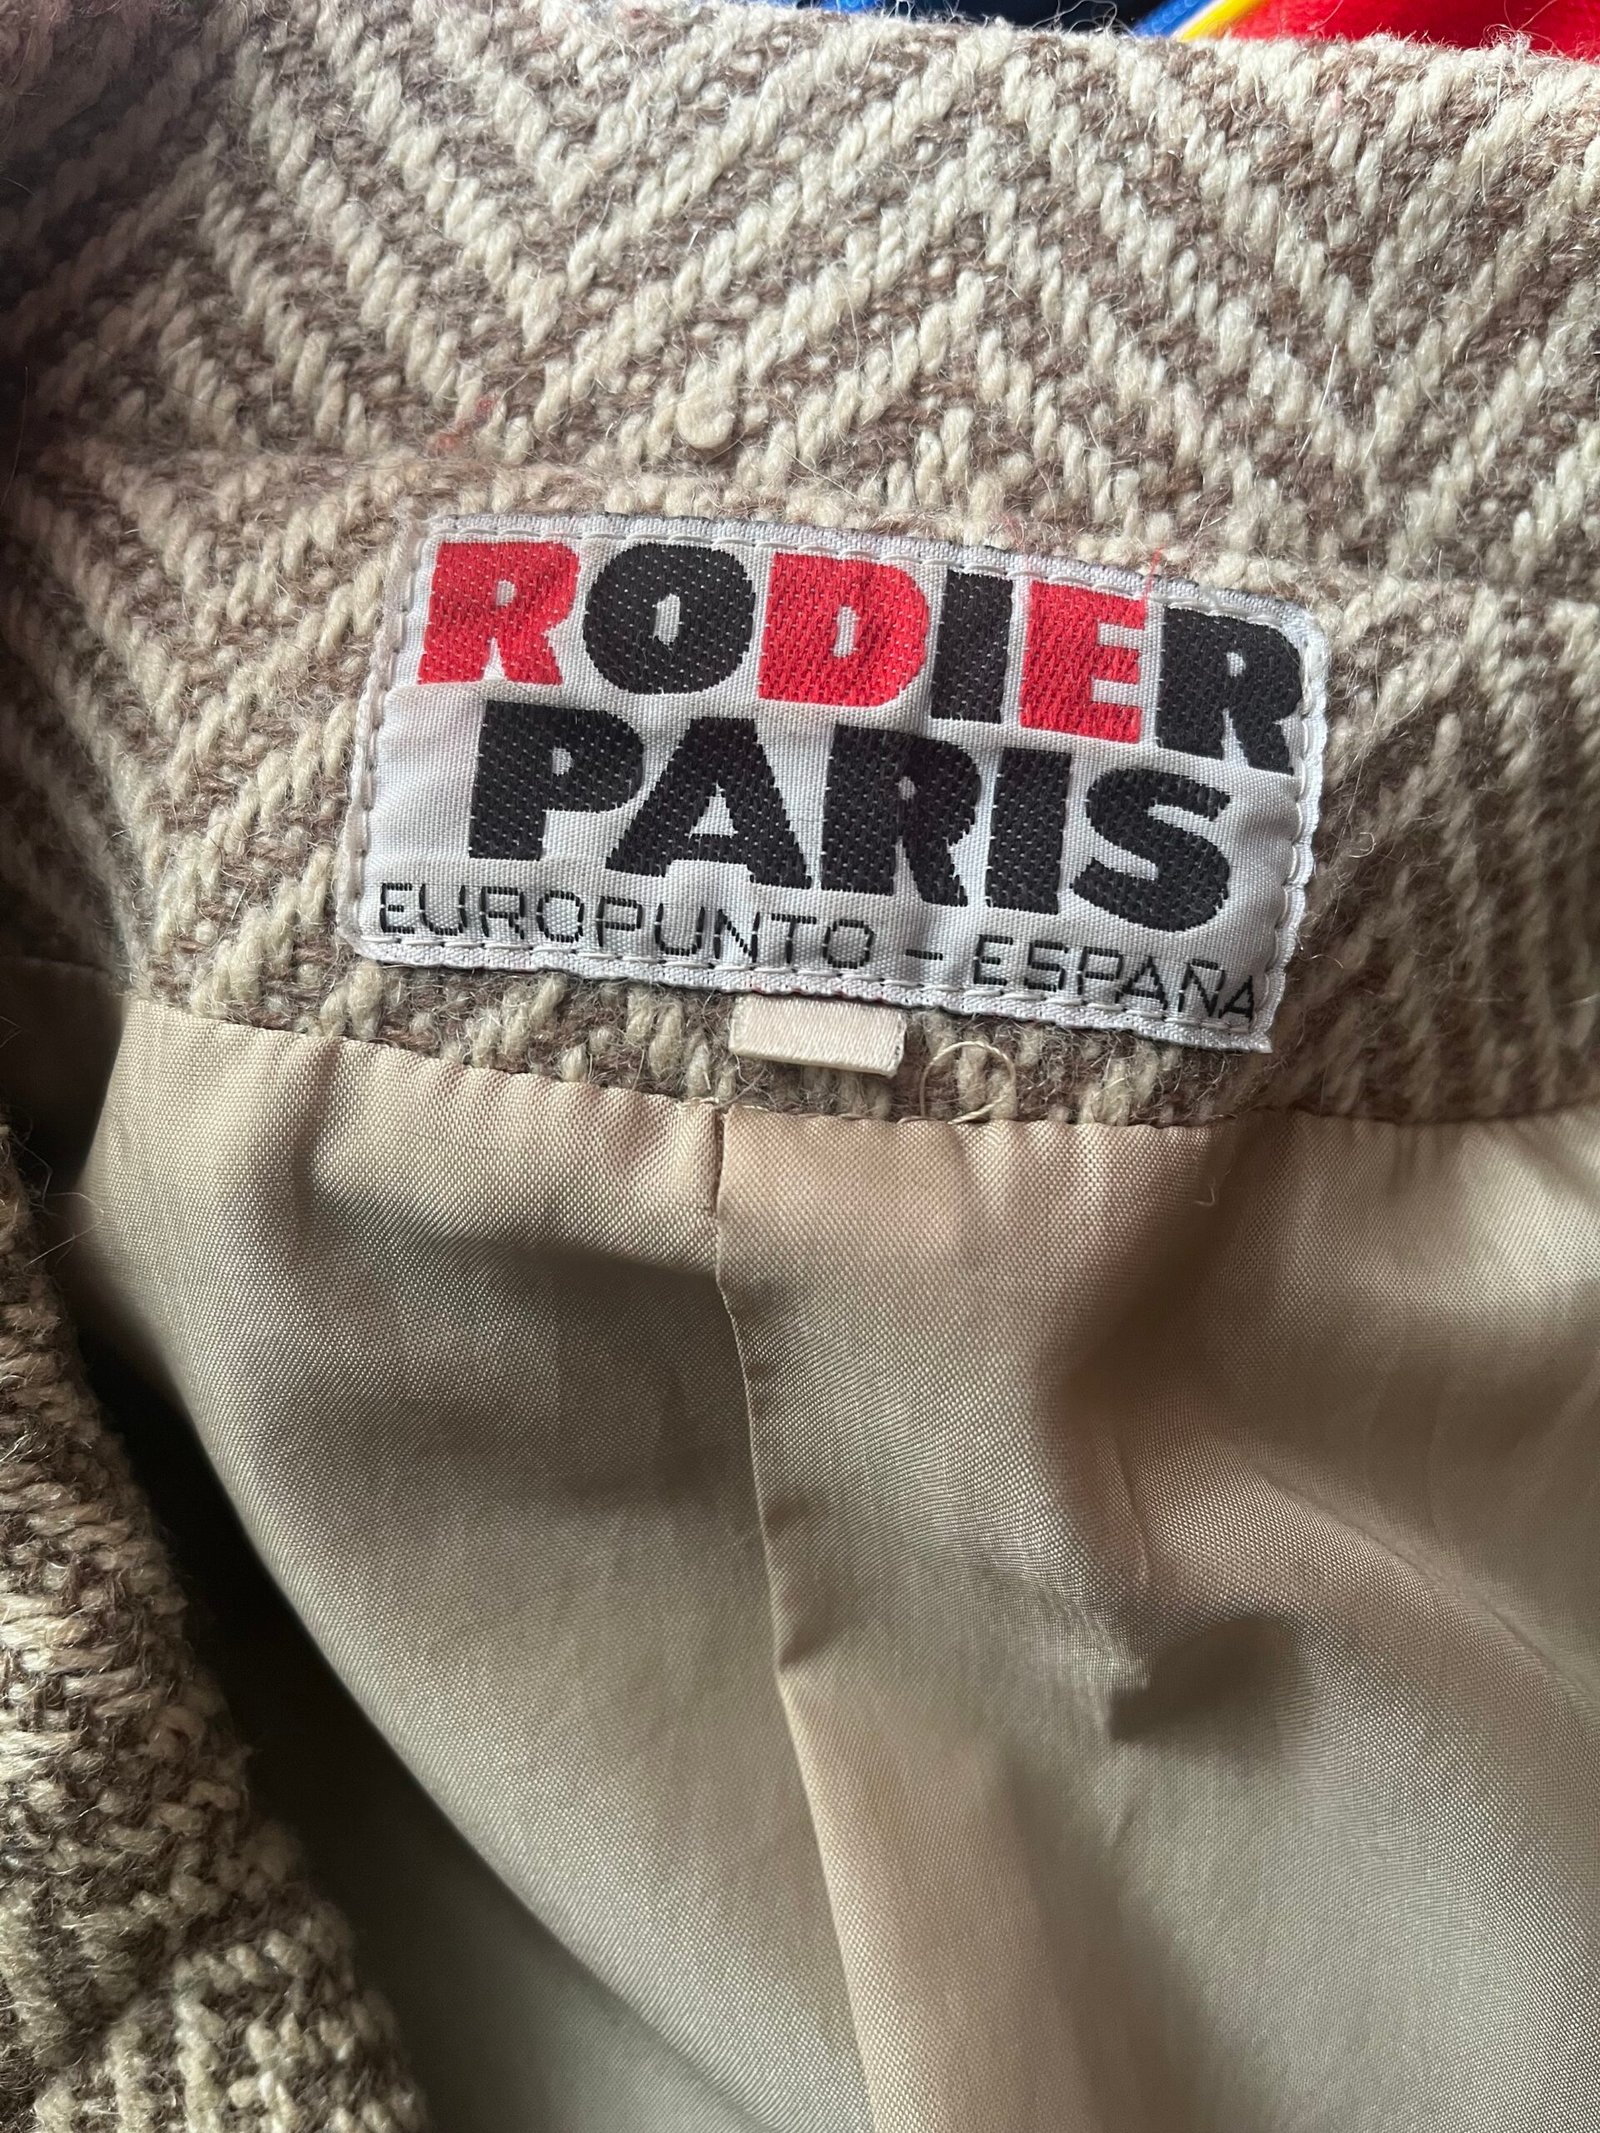 RODIER
PARIS
EUROPUNTO - ESPAÑA